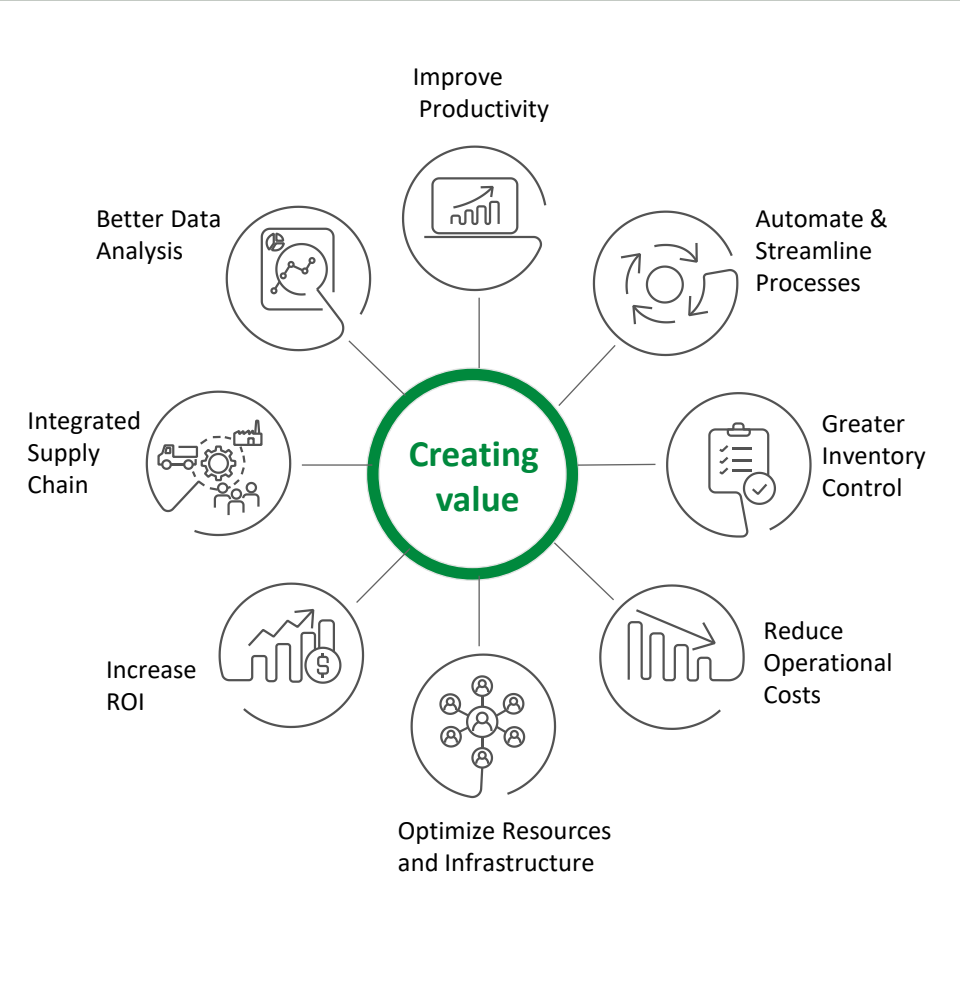 Improve
Productivity
Better Data
Analysis
Automate &
Streamline
Processes
Integrated
Supply
Chain
Creating
value
Greater
Inventory
Control
Increase
ROI
$
Reduce
Operational
Costs
Optimize Resources
and Infrastructure